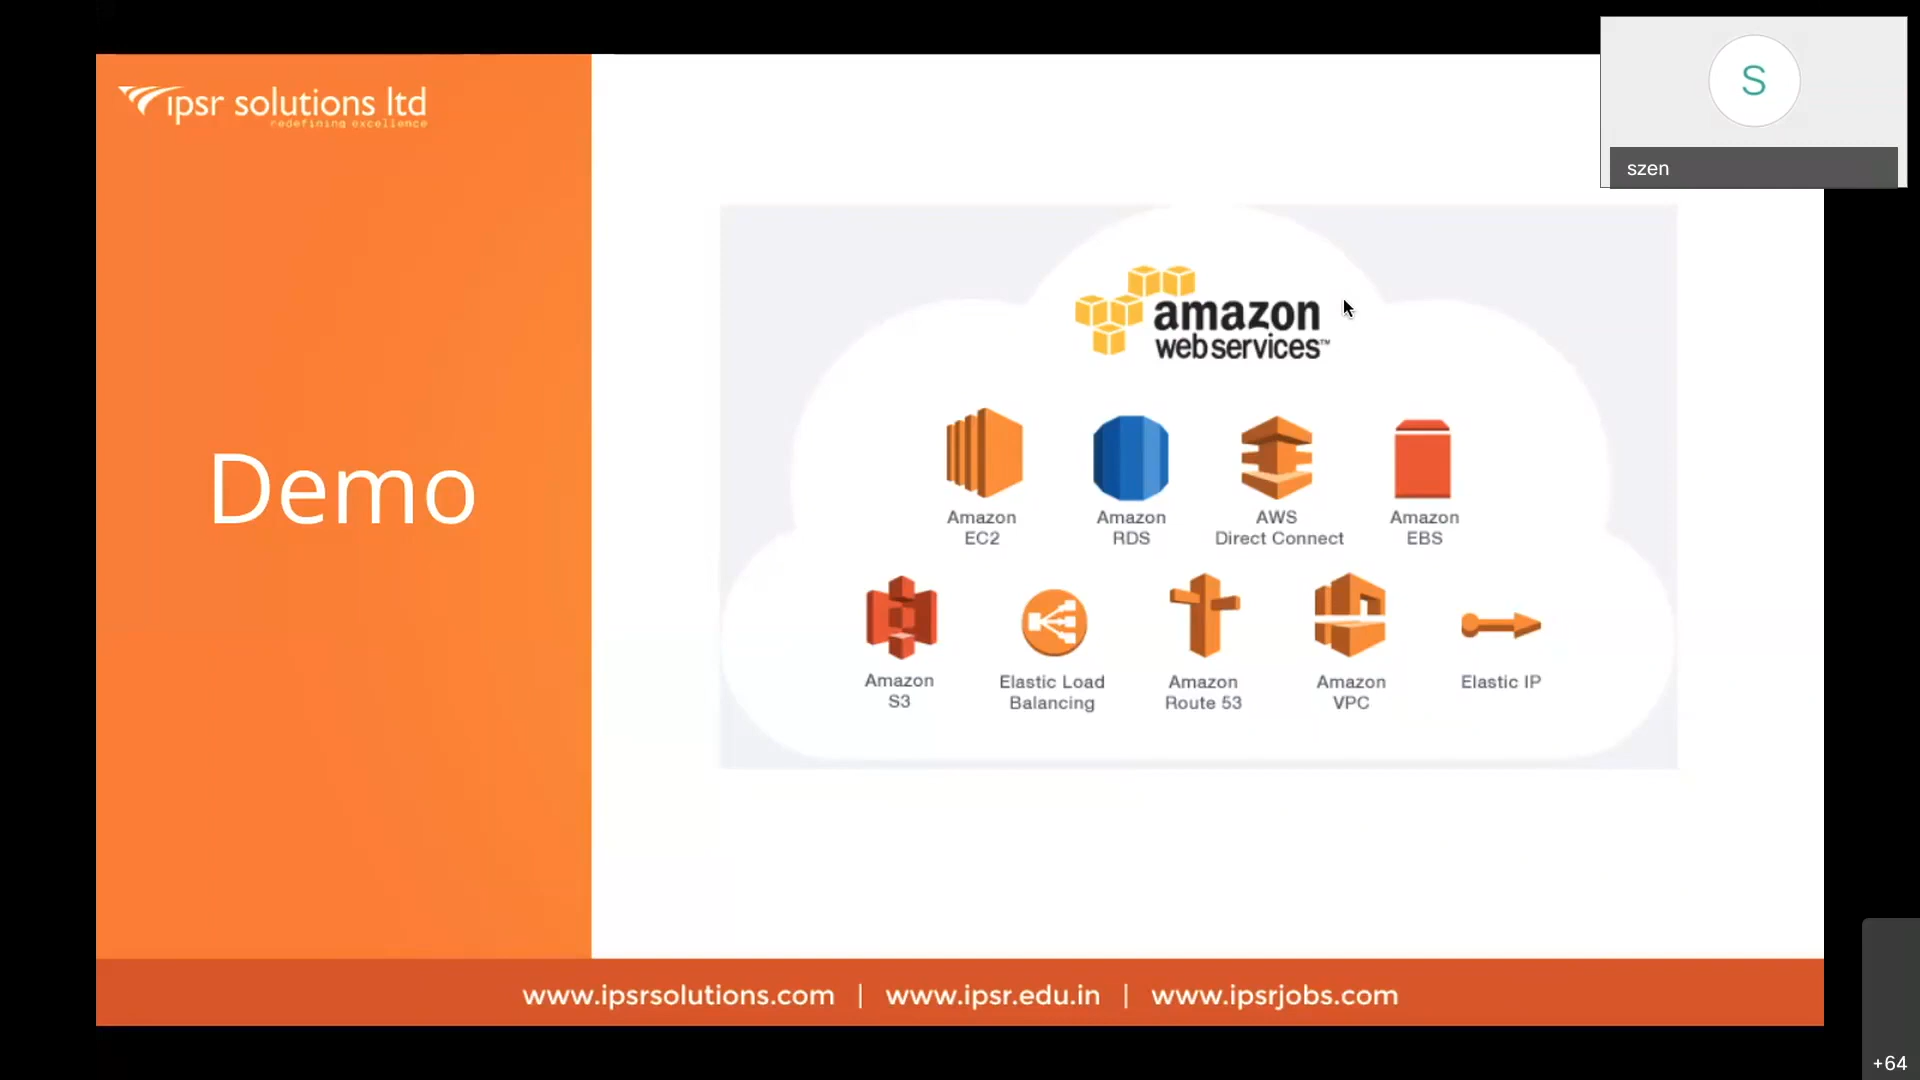 ipsr solutions ltd
redefining excellence
S
szen
Demo
amazon
web services™
Amazon
EC2
Amazon
RDS
AWS
Direct Connect
Amazon
EBS
Amazon
S3
Elastic Load
Balancing
Amazon
Route 53
Amazon
VPC
Elastic IP
www.ipsrsolutions.com | www.ipsr.edu.in | www.ipsrjobs.com
+64